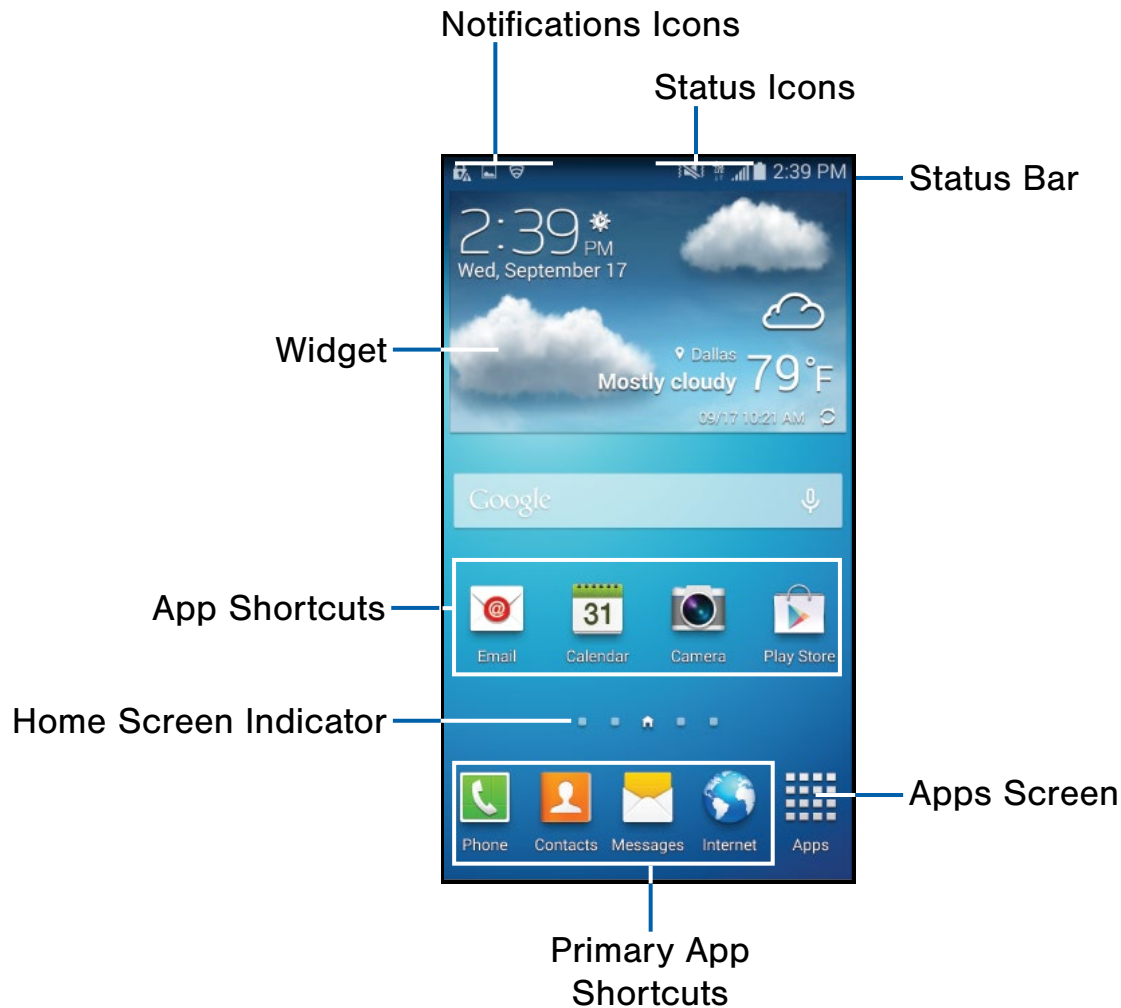 Notifications Icons
Status Icons
2:39 PM
Status Bar
2:39 PM
Wed, September 17
Widget
Dallas
Mostly cloudy 79°F
09/17 10:21 AM
Google
App Shortcuts
31
Email Calendar Camera Play Store
Home Screen Indicator
Apps Screen
Phone Contacts Messages Internet Apps
Primary App
Shortcuts